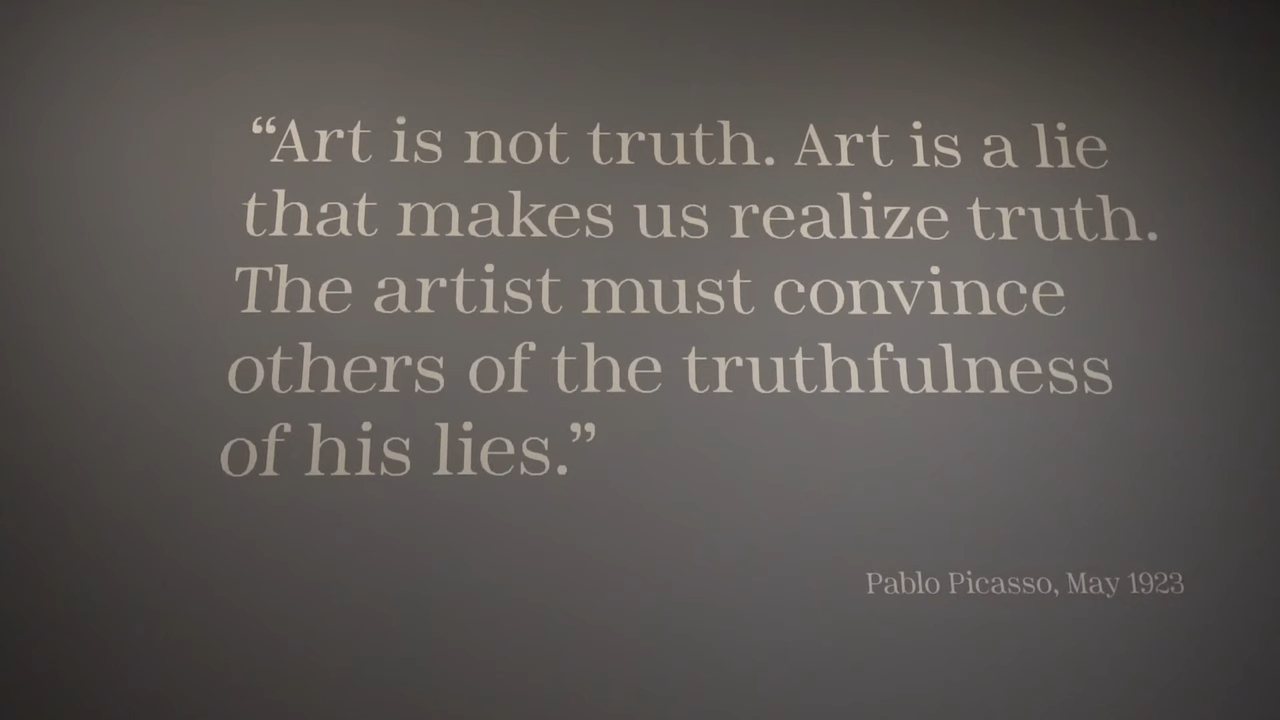 “Art is not truth. Art is a lie
that makes us realize truth.
The artist must convince
others of the truthfulness
of his lies.”
Pablo Picasso, May 1923